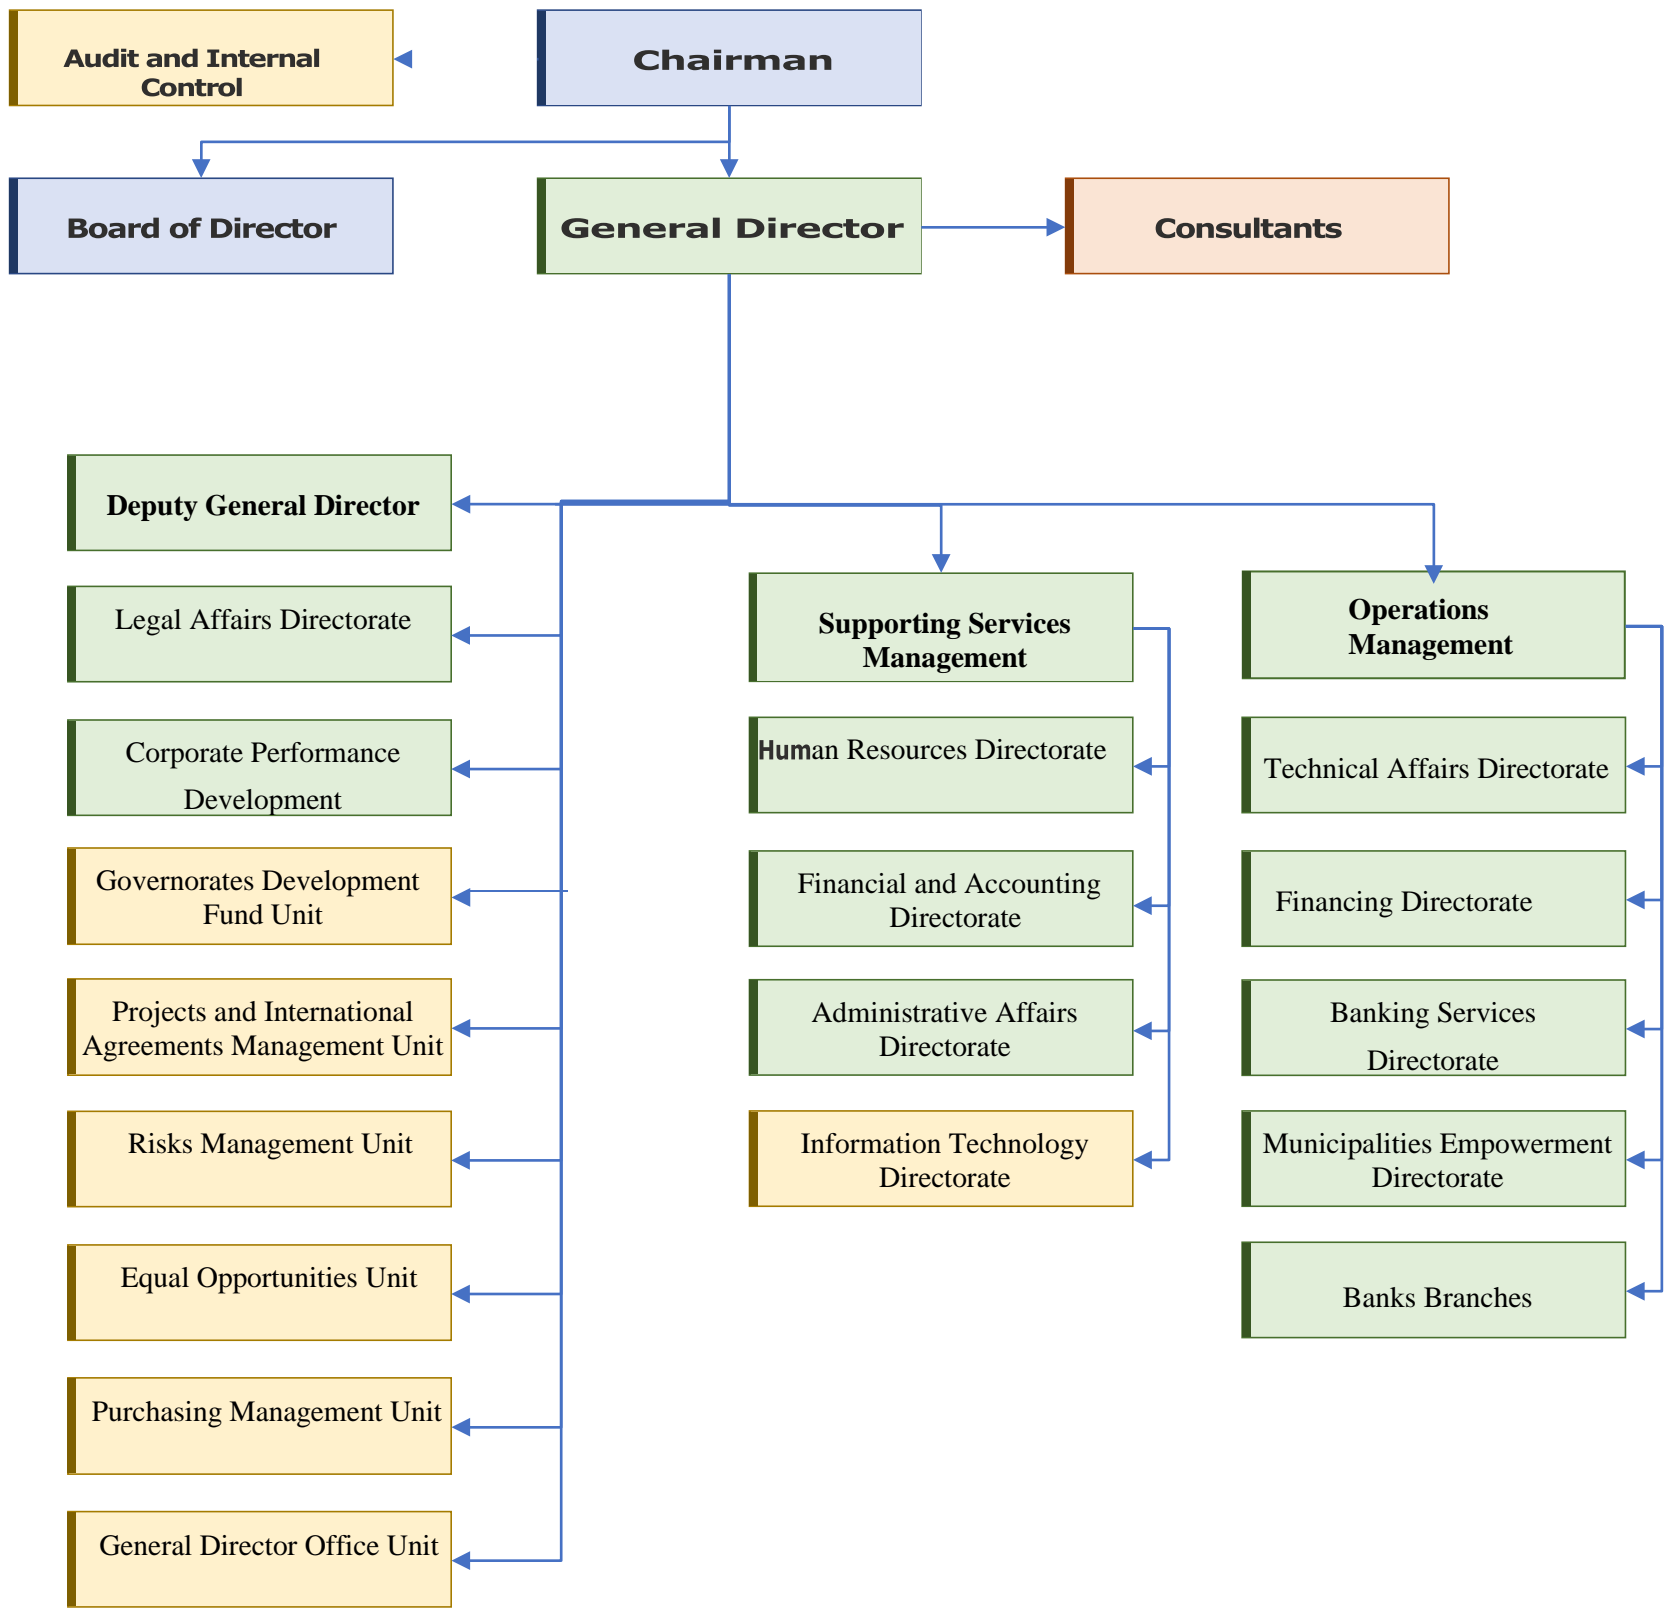 Audit and Internal
Control
Chairman
Board of Director
General Director
Consultants
Deputy General Director
Legal Affairs Directorate
Corporate Performance
Development
Governorates Development
Fund Unit
Projects and International
Agreements Management Unit
Risks Management Unit
Equal Opportunities Unit
Purchasing Management Unit
General Director Office Unit
Supporting Services
Management
Human Resources Directorate
Financial and Accounting
Directorate
Administrative Affairs
Directorate
Information Technology
Directorate
Operations
Management
Technical Affairs Directorate
Financing Directorate
Banking Services
Directorate
Municipalities Empowerment
Directorate
Banks Branches